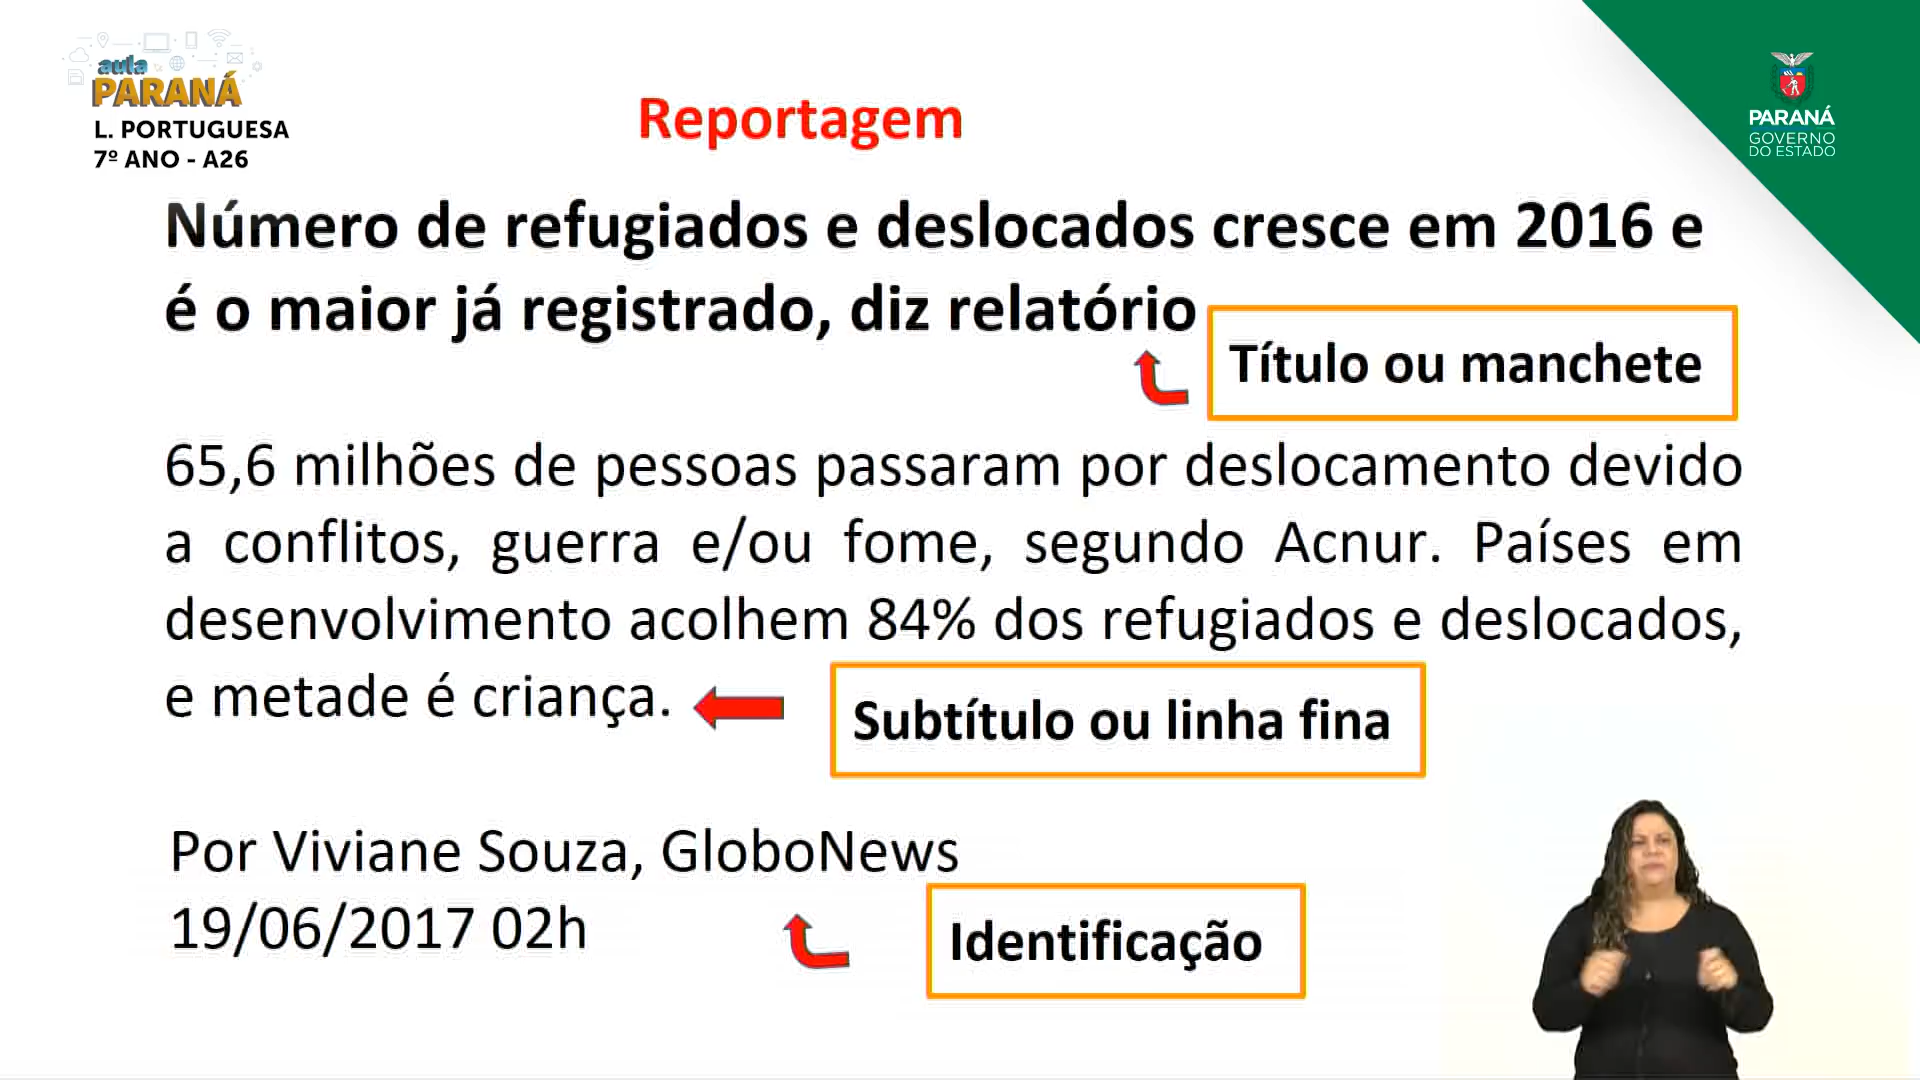 aula
PARANÁ
L. PORTUGUESA
7º ANO - A26
PARANÁ
GOVERNO
DO ESTADO
Reportagem
Número de refugiados e deslocados cresce em 2016 e
é o maior já registrado, diz relatório
Título ou manchete
65,6 milhões de pessoas passaram por deslocamento devido
a conflitos, guerra e/ou fome, segundo Acnur. Países em
desenvolvimento acolhem 84% dos refugiados e deslocados,
e metade é criança.
Subtítulo ou linha fina
Por Viviane Souza, GloboNews
19/06/2017 02h
Identificação